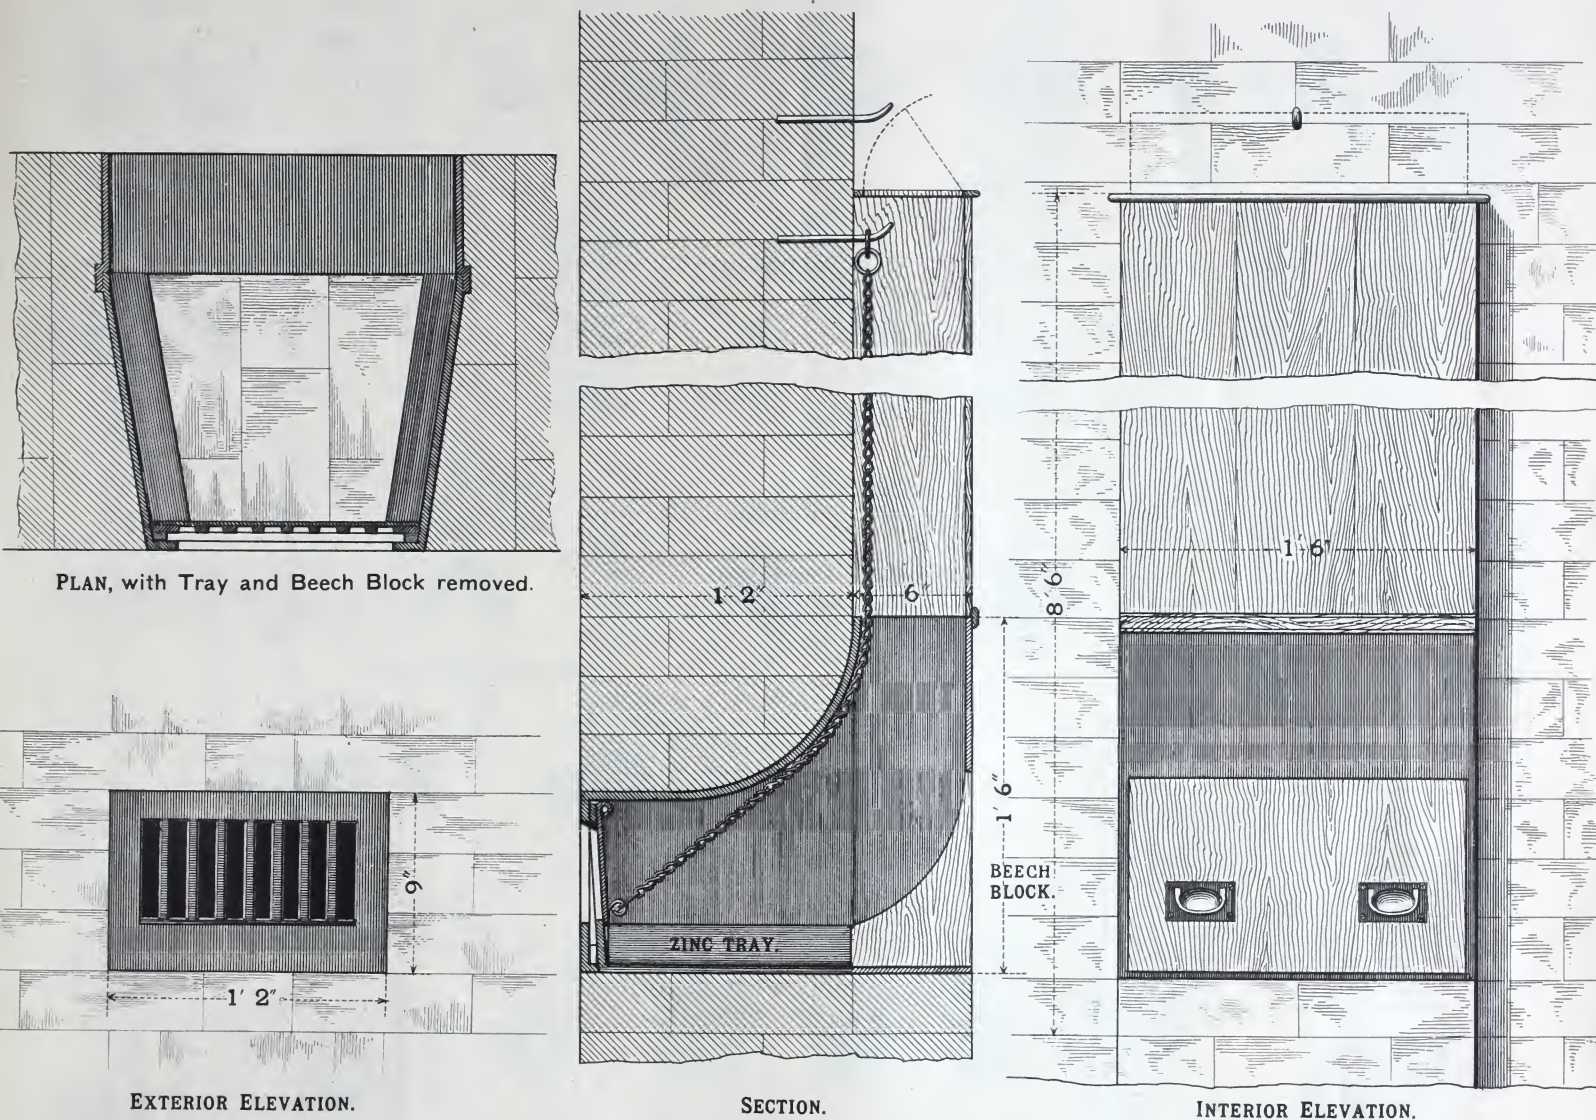 PLAN, with Tray and Beech Block removed.
1' 2"
6"
8' 6"
1' 6"
1' 6"
BEECH
BLOCK.
ZINC TRAY.
9"
1' 2"
EXTERIOR ELEVATION.
SECTION.
INTERIOR ELEVATION.